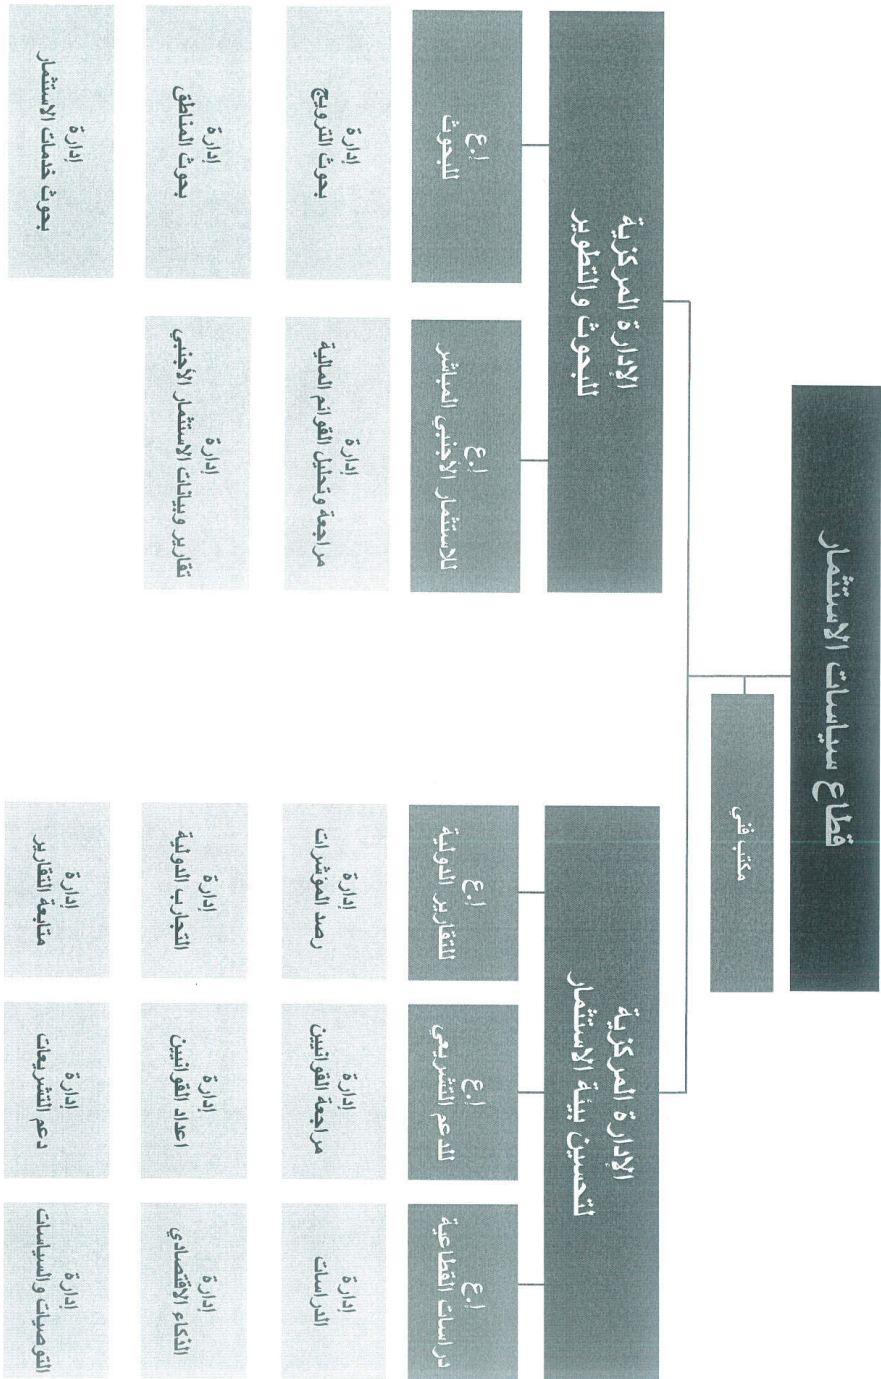 قطاع سياسات الاستثمار
مكتب فني
الإدارة المركزية
لتحسين بيئة الاستثمار
الإدارة المركزية
للبحوث والتطوير
ا.ع
دراسات القطاعية
ا.ع
للدعم التشريعي
ا.ع
للتقارير الدولية
ا.ع
للاستثمار الأجنبي المباشر
ا.ع
للبحوث
إدارة
الدراسات
إدارة
مراجعة القوانيين
إدارة
رصد المؤشرات
إدارة
مراجعة وتحليل القوائم المالية
إدارة
بحوث الترويج
إدارة
الذكاء الاقتصادي
إدارة
اعداد القوانيين
إدارة
التجارب الدولية
إدارة
تقارير وبيانات الاستثمار الأجنبي
إدارة
بحوث المناطق
إدارة
التوصيات والسياسات
إدارة
دعم التشريعات
إدارة
متابعة التقارير
إدارة
بحوث خدمات الاستثمار